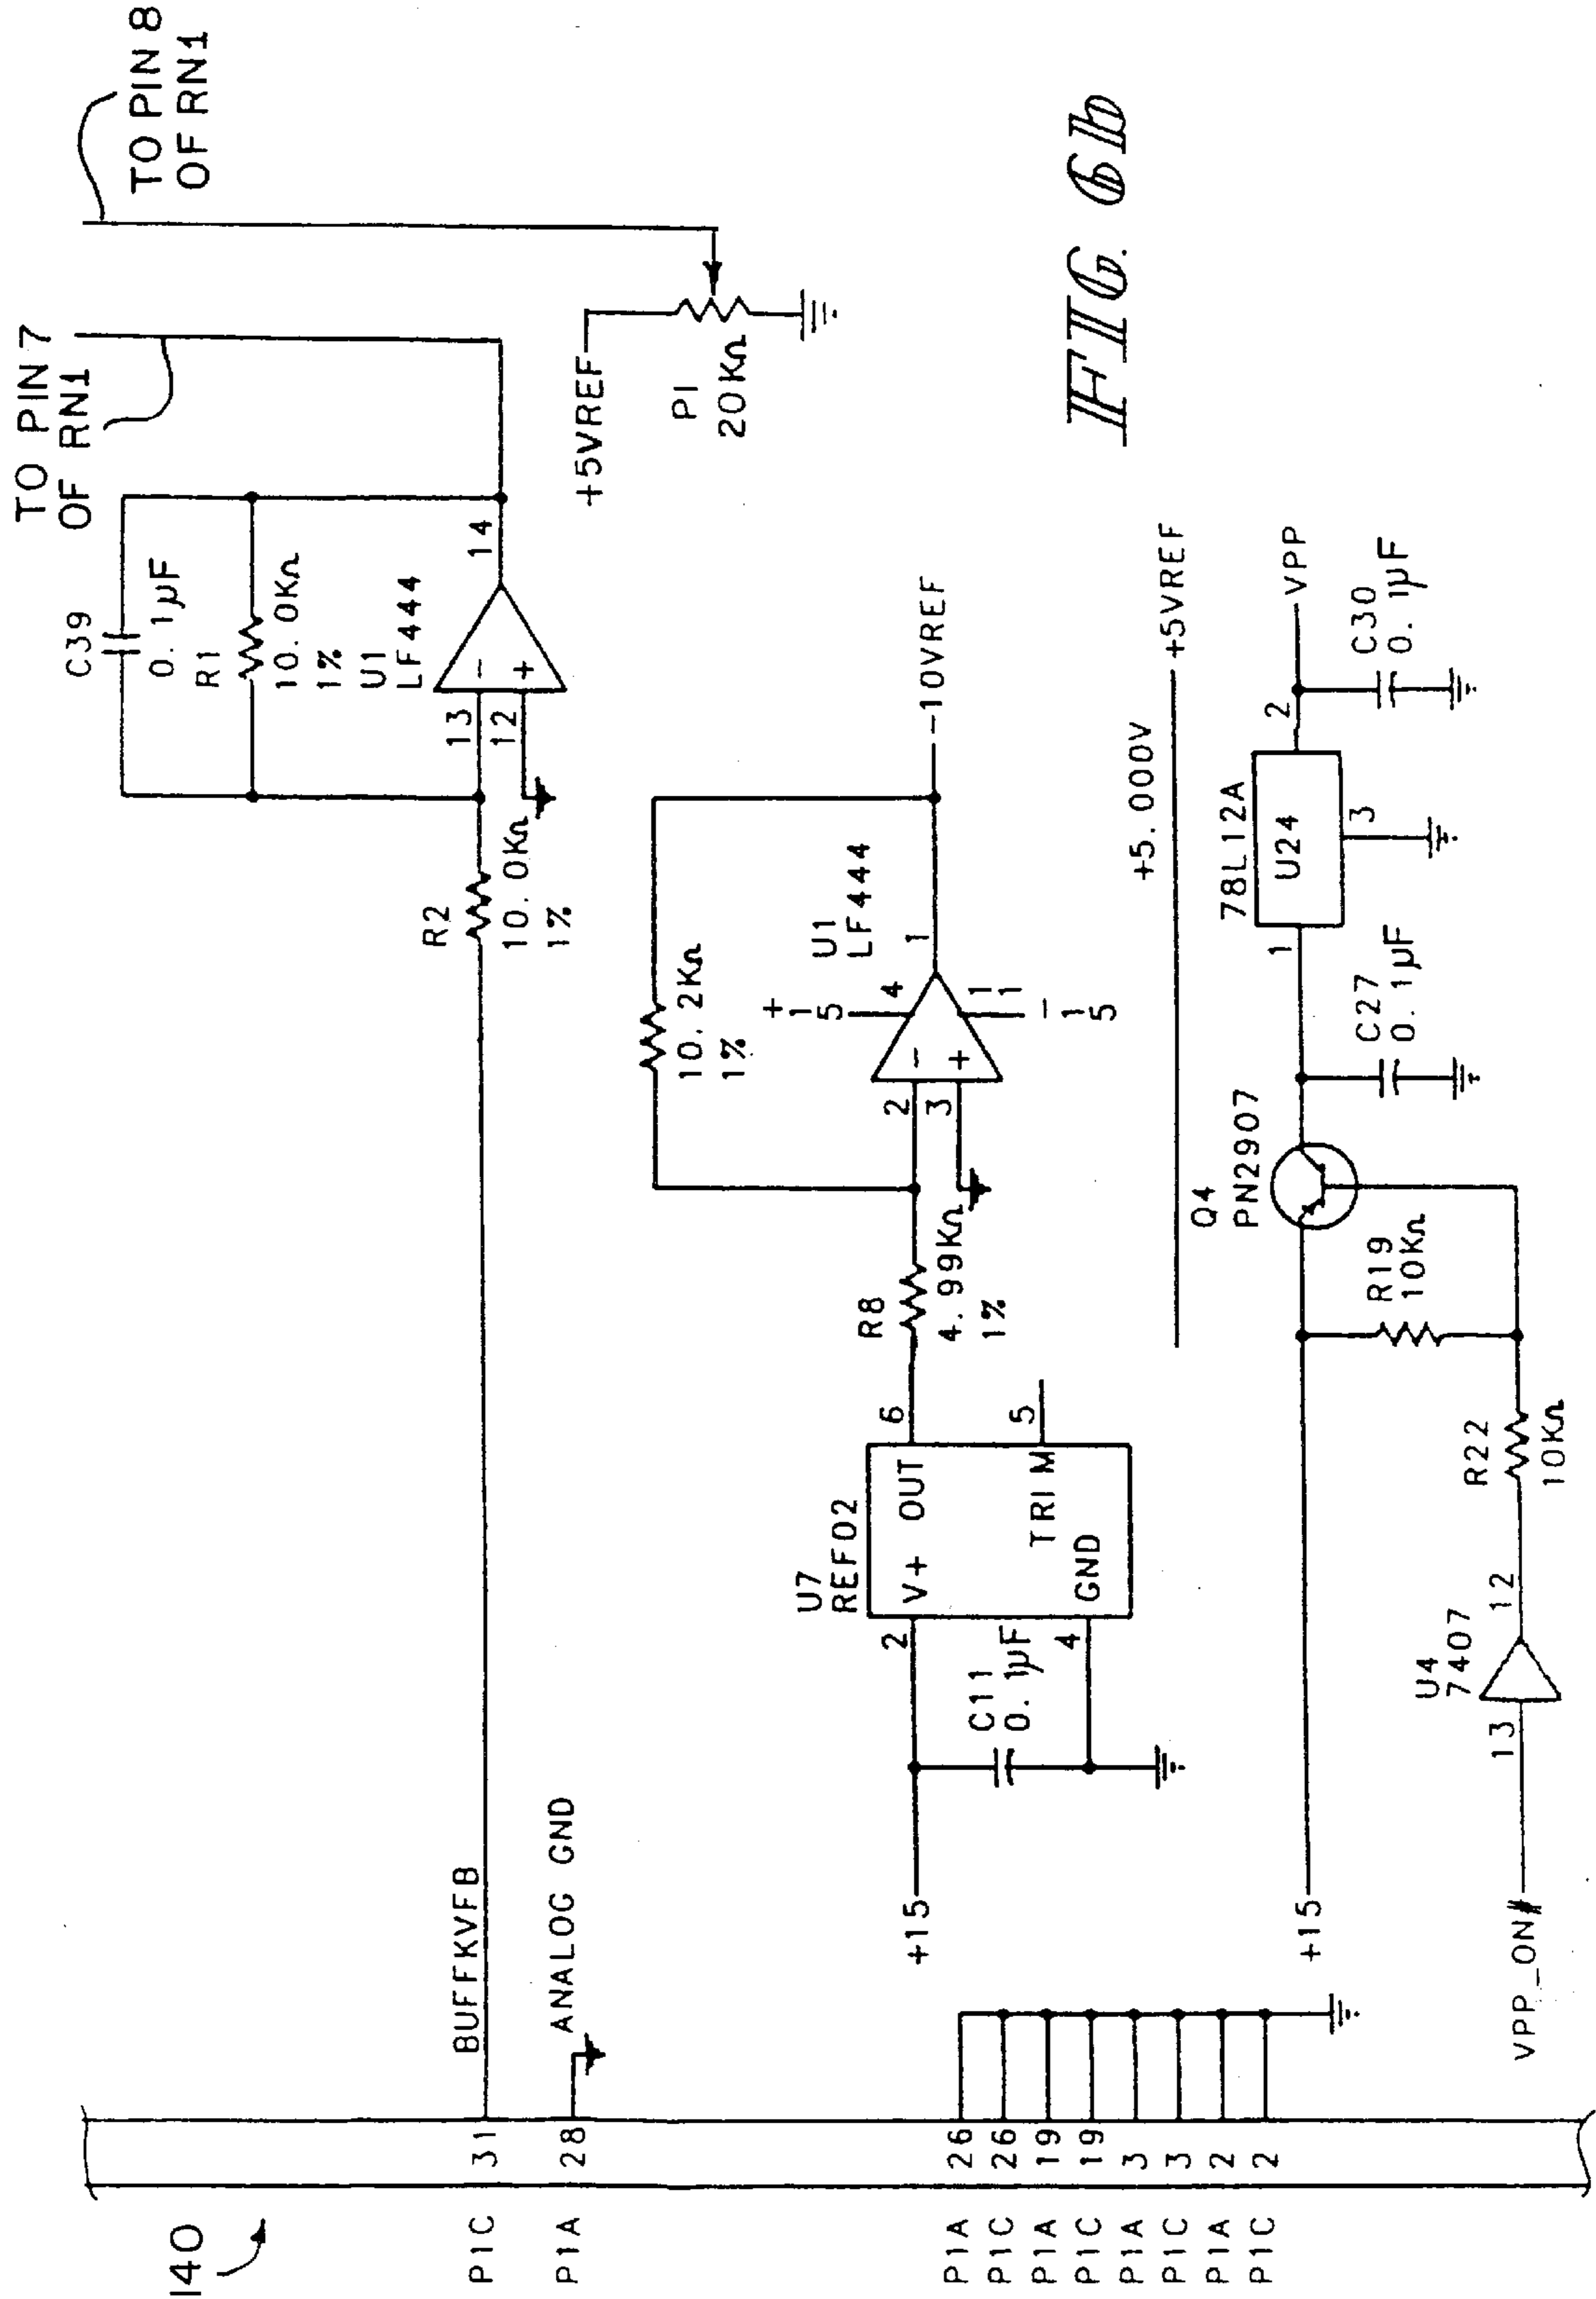 140
P1C
31
BUFFKVFB
P1A
28
ANALOG GND
R2
10.0KΩ
1%
C39
0.1µF
R1
10.0KΩ
1%
U1
LF444
13
12
14
-
+
TO PIN 7
OF RN1
TO PIN 8
OF RN1
+5VREF
P1
20KΩ
FIG. 6b
+15
C11
0.1µF
U7
REF02
2
V+
OUT
6
TRIM
5
4
GND
R8
4.99KΩ
1%
10.2KΩ
1%
U1
LF444
2
3
-
+
+15
4
11
-15
1
-10VREF
+5.000V
+5VREF
P1A
26
P1C
26
P1A
19
P1C
19
P1A
3
P1C
3
P1A
2
P1C
2
+15
Q4
PN2907
R19
10KΩ
C27
0.1µF
78L12A
U24
1
2
3
VPP
C30
0.1µF
VPP_ON#
U4
7407
13
12
R22
10KΩ